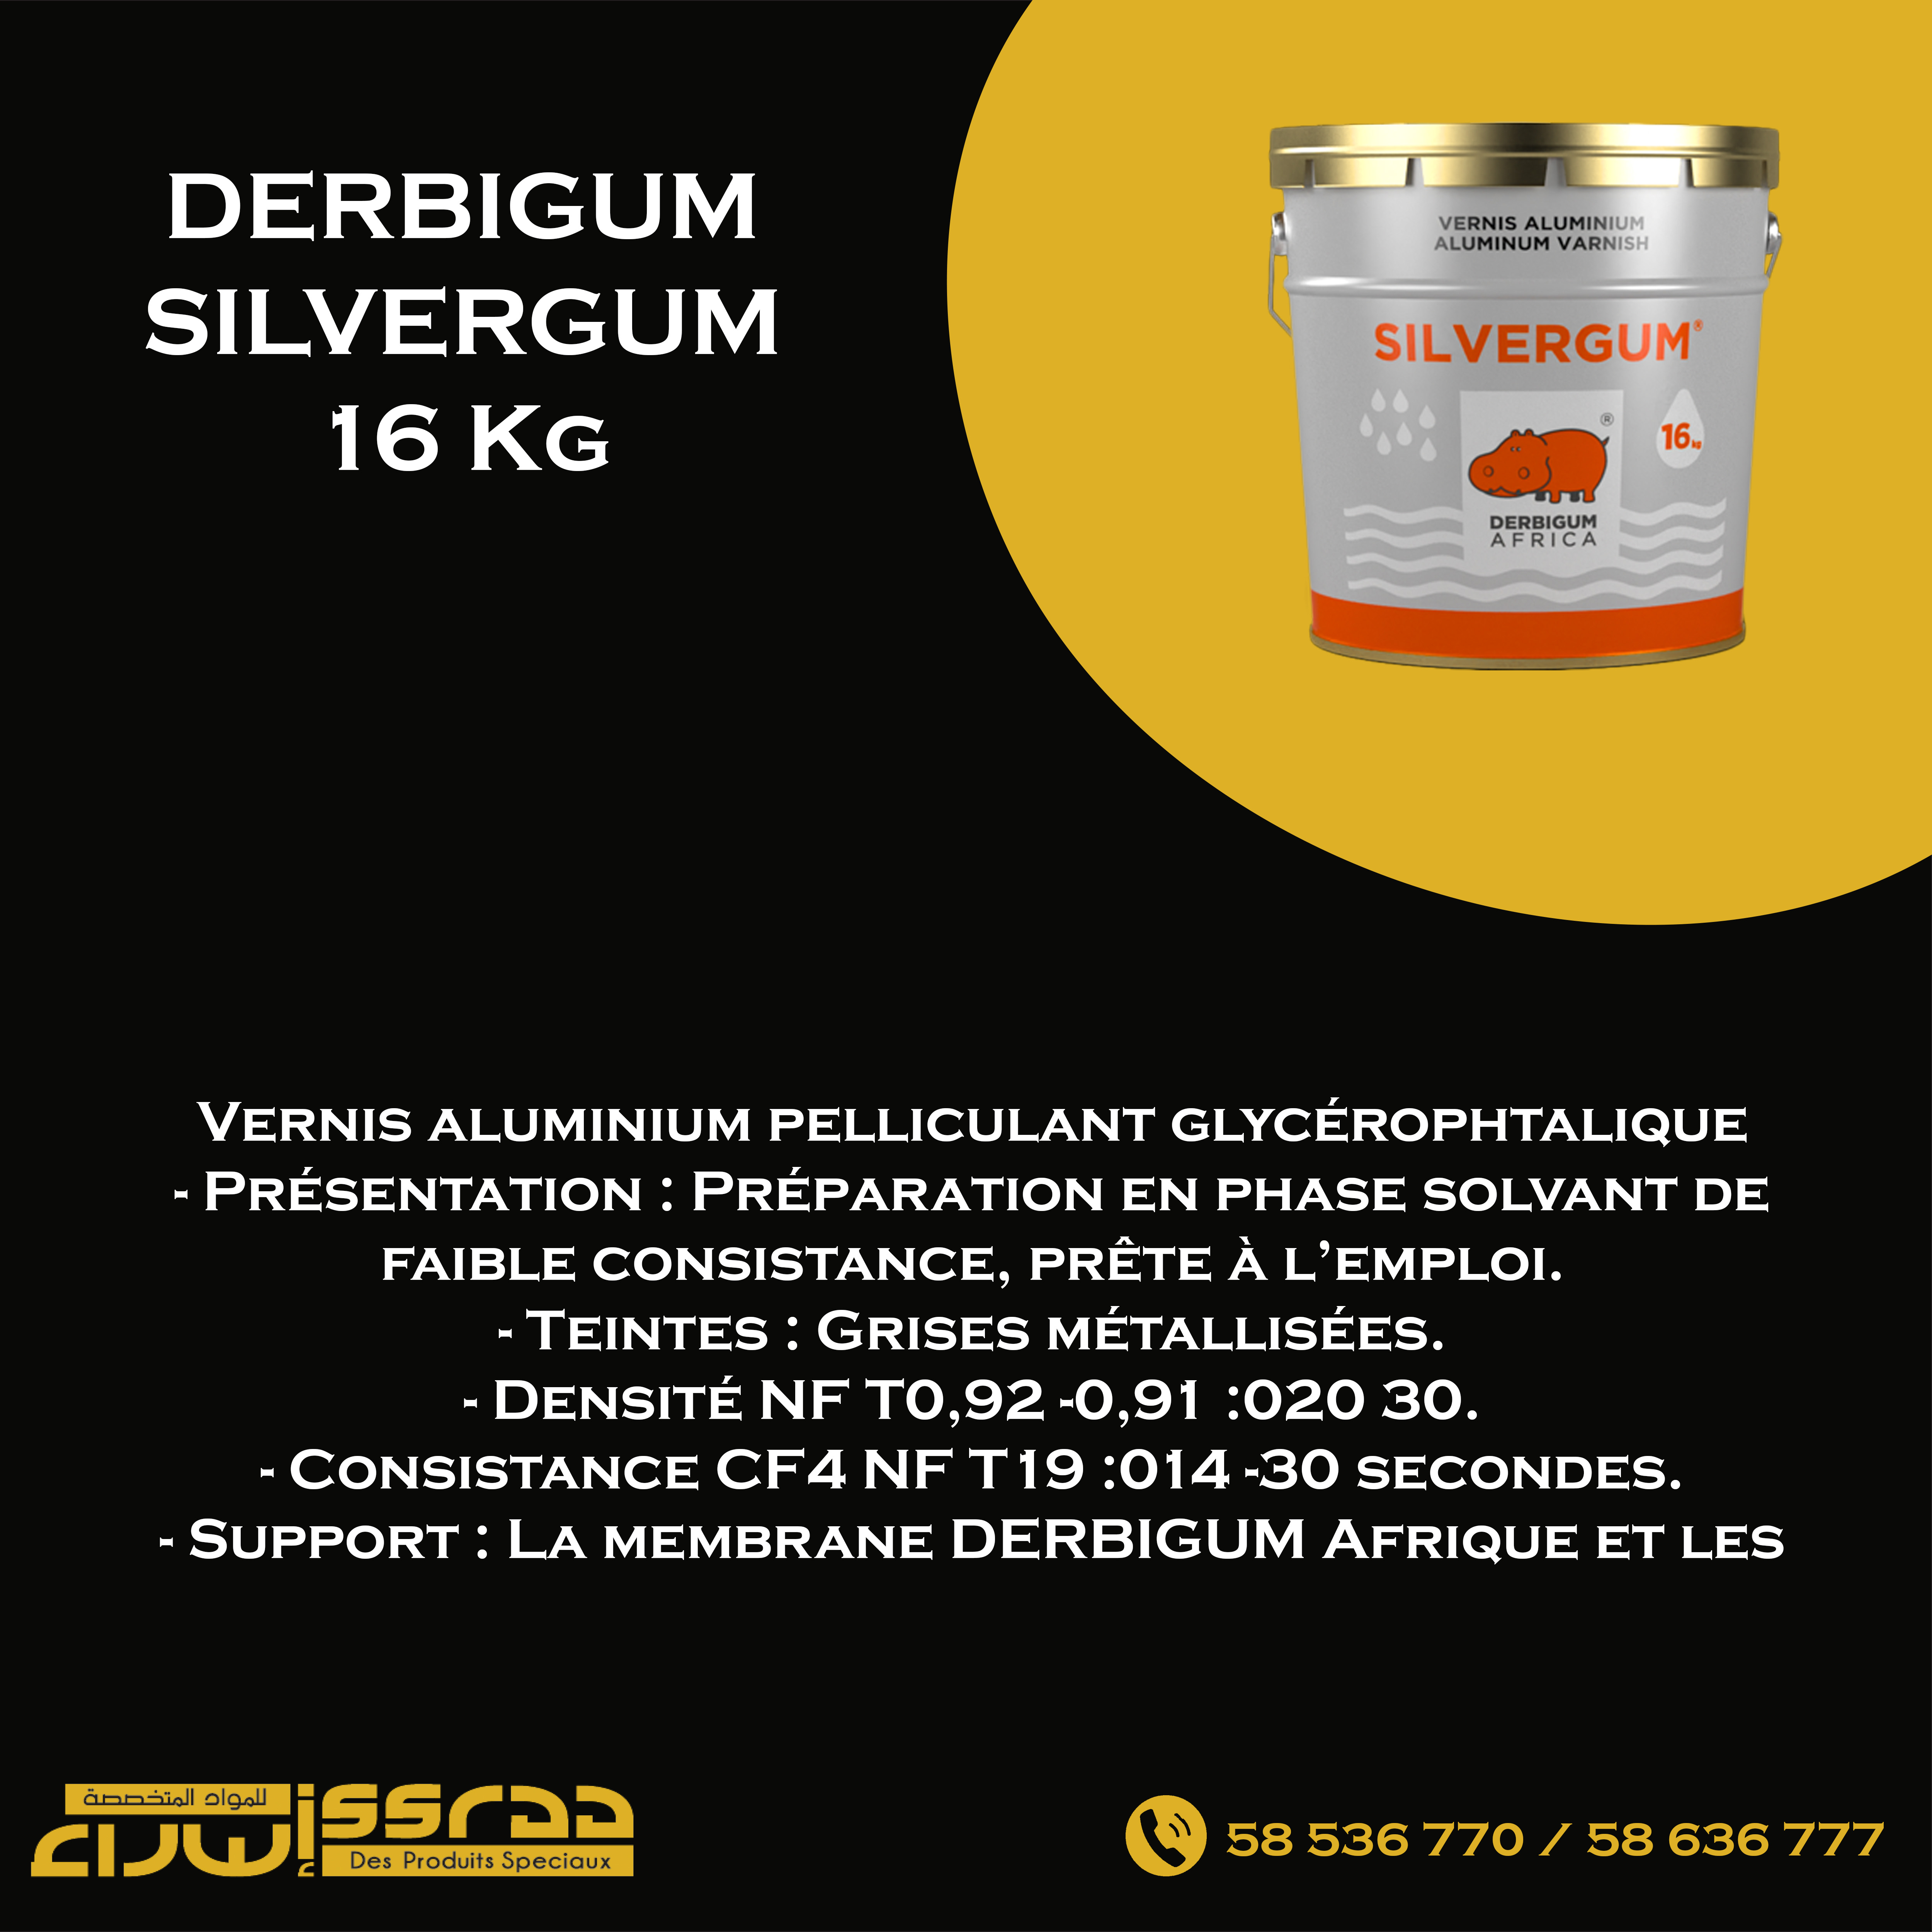 DERBIGUM
SILVERGUM
16 Kg
VERNIS ALUMINIUM
ALUMINUM VARNISH
SILVERGUM®
16 kg
®
DERBIGUM
AFRICA
Vernis aluminium pelliculant glycérophtalique
- Présentation : Préparation en phase solvant de
faible consistance, prête à l’emploi.
- Teintes : Grises métallisées.
- Densité NF T0,92 -0,91 :020 30.
- Consistance CF4 NF T19 :014 -30 secondes.
- Support : La membrane DERBIGUM Afrique et les
للمواد المتخصصة
إسراء
Des Produits Speciaux
58 536 770 / 58 636 777